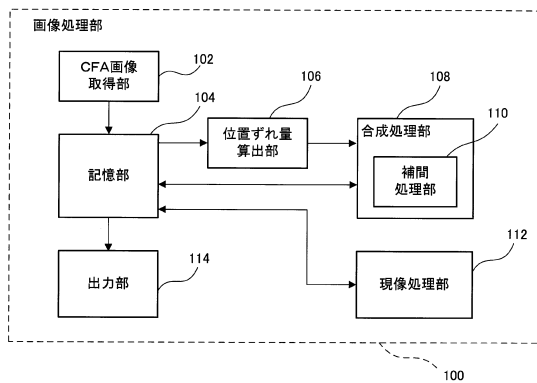 画像処理部
CFA画像
取得部
102
104
106
108
位置ずれ量
算出部
合成処理部
110
補間
処理部
記憶部
112
出力部
114
現像処理部
100